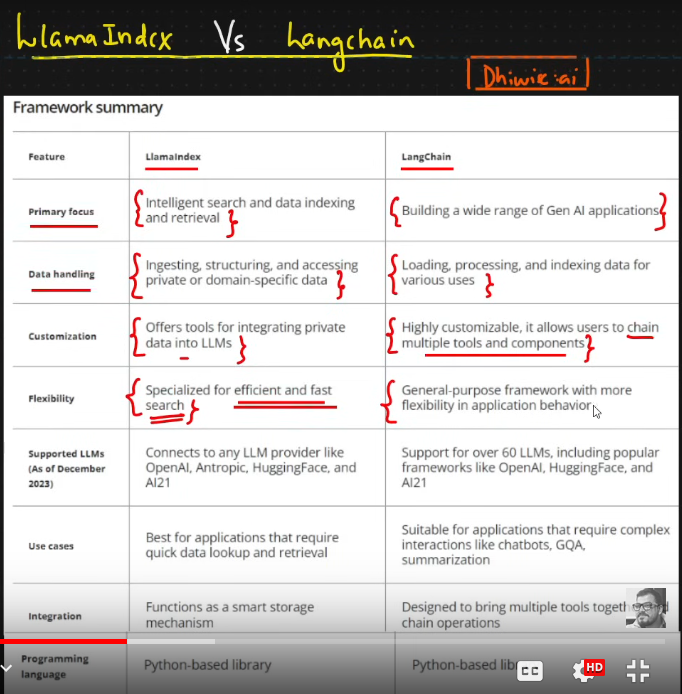 LlamaIndex Vs Langchain
Dhiwise.ai
Framework summary
Feature
LlamaIndex
LangChain
Primary focus
Intelligent search and data indexing
and retrieval
Building a wide range of Gen AI applications
Data handling
Ingesting, structuring, and accessing
private or domain-specific data
Loading, processing, and indexing data for
various uses
Customization
Offers tools for integrating private
data into LLMs
Highly customizable, it allows users to chain
multiple tools and components
Flexibility
Specialized for efficient and fast
search
General-purpose framework with more
flexibility in application behavior
Supported LLMs
(As of December
2023)
Connects to any LLM provider like
OpenAI, Antropic, HuggingFace, and
AI21
Support for over 60 LLMs, including popular
frameworks like OpenAI, HuggingFace, and
AI21
Use cases
Best for applications that require
quick data lookup and retrieval
Suitable for applications that require complex
interactions like chatbots, GQA,
summarization
Integration
Functions as a smart storage
mechanism
Designed to bring multiple tools
chain operations
Programming
language
Python-based library
Python-based
CC
HD